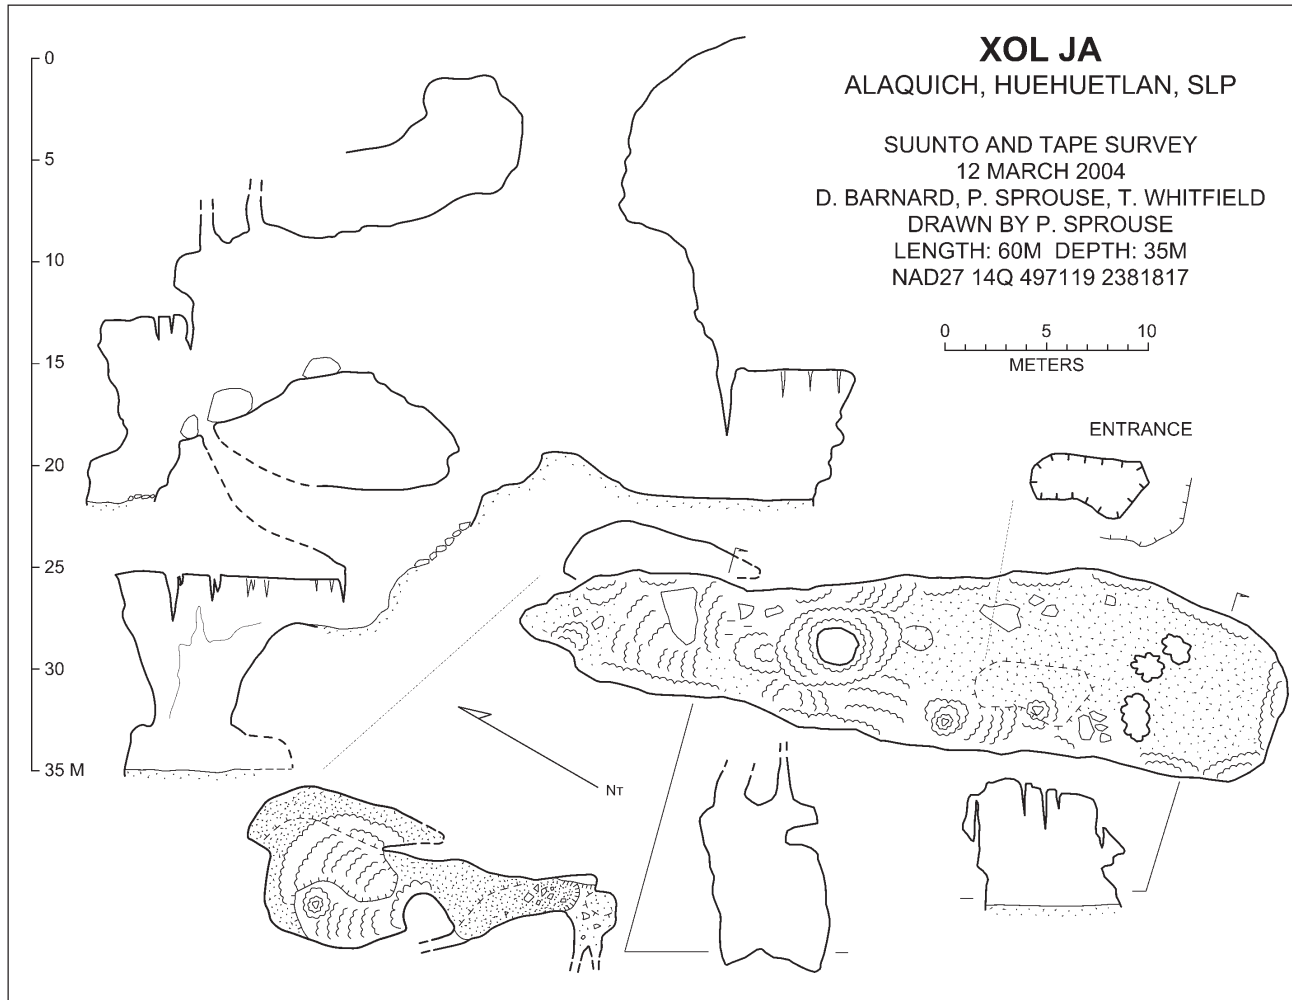 XOL JA
ALAQUICH, HUEHUETLAN, SLP
SUUNTO AND TAPE SURVEY
12 MARCH 2004
D. BARNARD, P. SPROUSE, T. WHITFIELD
DRAWN BY P. SPROUSE
LENGTH: 60M DEPTH: 35M
NAD27 14Q 497119 2381817
0 5 10
METERS
ENTRANCE
0
5
10
15
20
25
30
35 M
NT